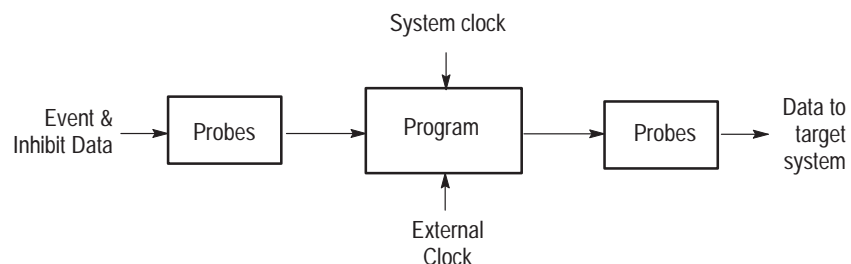 System clock
Event &
Inhibit Data
Probes
Program
Probes
Data to
target
system
External
Clock